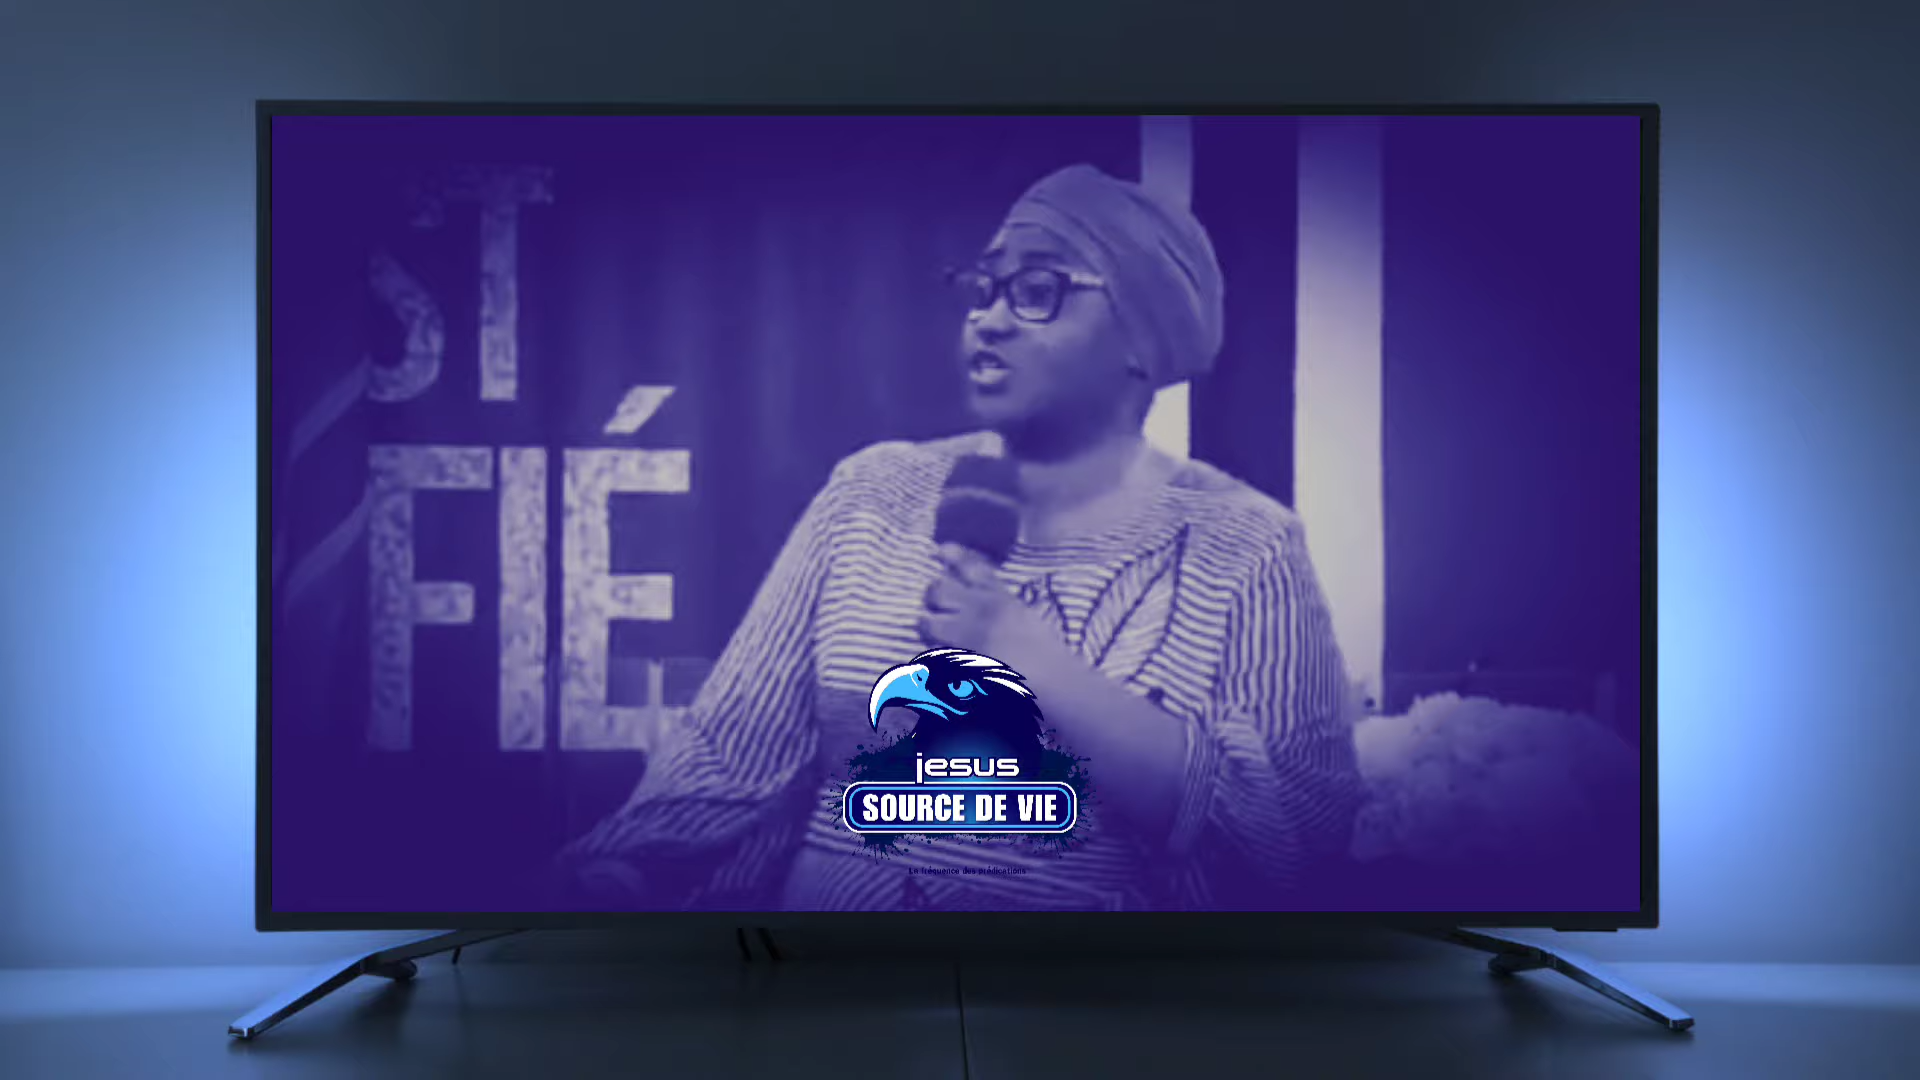 ST
FIÉ
jesus
SOURCE DE VIE
La fréquence des prédications